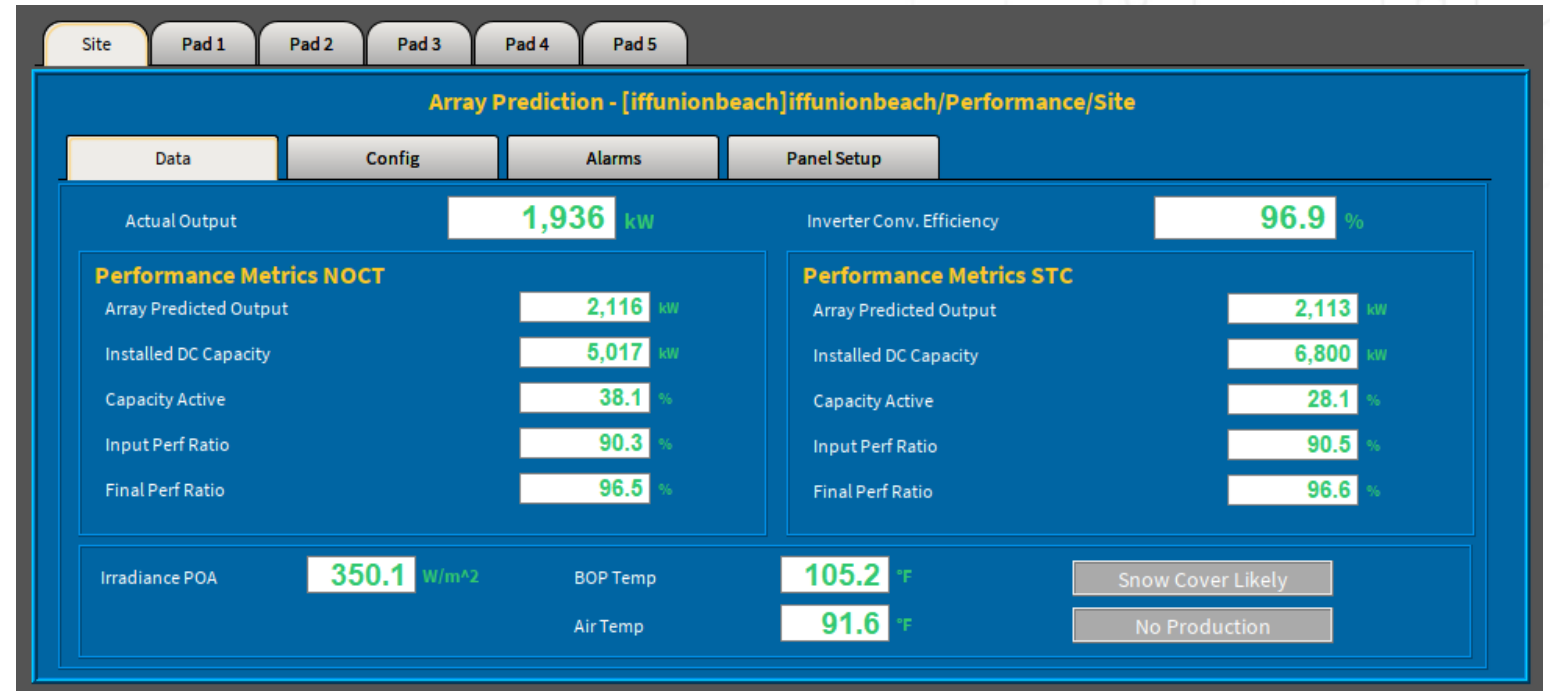 Site Pad 1 Pad 2 Pad 3 Pad 4 Pad 5
Array Prediction - [iffunionbeach]iffunionbeach/Performance/Site
Data Config Alarms Panel Setup
Actual Output 1,936 kW Inverter Conv. Efficiency 96.9 %
Performance Metrics NOCT
Array Predicted Output 2,116 kW
Installed DC Capacity 5,017 kW
Capacity Active 38.1 %
Input Perf Ratio 90.3 %
Final Perf Ratio 96.5 %
Performance Metrics STC
Array Predicted Output 2,113 kW
Installed DC Capacity 6,800 kW
Capacity Active 28.1 %
Input Perf Ratio 90.5 %
Final Perf Ratio 96.6 %
Irradiance POA 350.1 W/m^2 BOP Temp 105.2 °F Snow Cover Likely
Air Temp 91.6 °F No Production